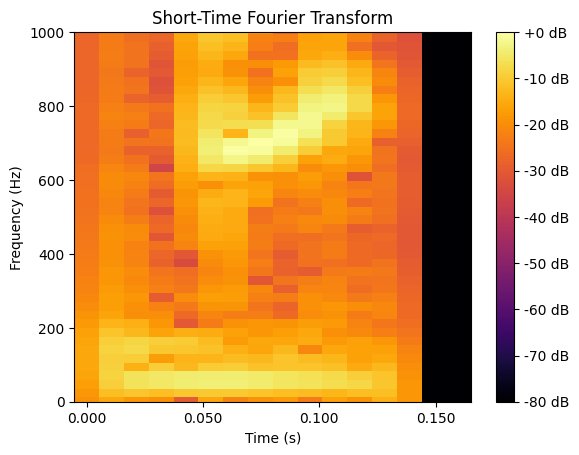 Short-Time Fourier Transform
1000
800
600
400
200
0
Frequency (Hz)
0.000
0.050
0.100
0.150
Time (s)
+0 dB
-10 dB
-20 dB
-30 dB
-40 dB
-50 dB
-60 dB
-70 dB
-80 dB